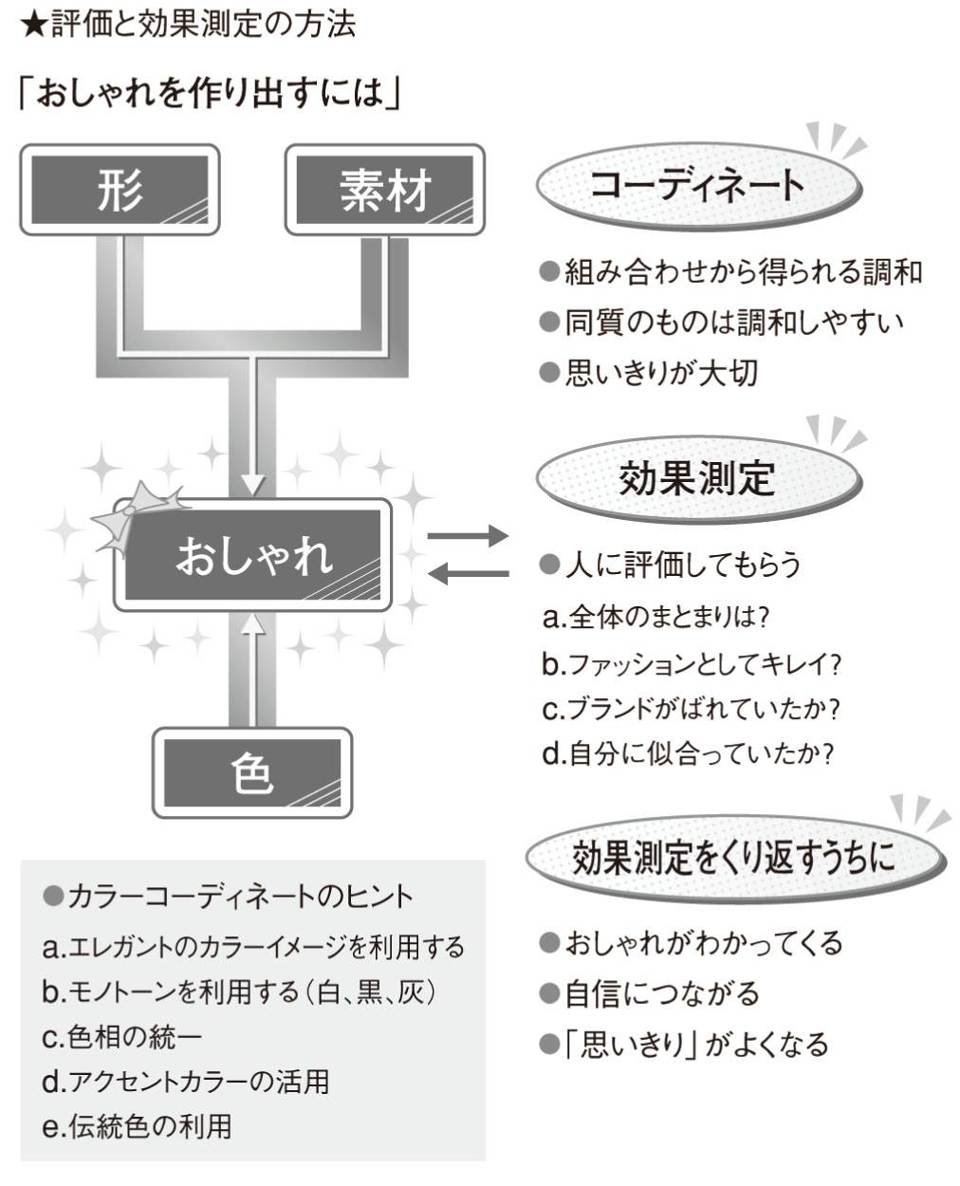 ★評価と効果測定の方法
「おしゃれを作り出すには」
形
素材
おしゃれ
色
コーディネート
●組み合わせから得られる調和
●同質のものは調和しやすい
●思いきりが大切
効果測定
●人に評価してもらう
a.全体のまとまりは?
b.ファッションとしてキレイ?
c.ブランドがばれていたか?
d.自分に似合っていたか?
効果測定をくり返すうちに
●おしゃれがわかってくる
●自信につながる
●「思いきり」がよくなる
●カラーコーディネートのヒント
a.エレガントのカラーイメージを利用する
b.モノトーンを利用する(白、黒、灰)
c.色相の統一
d.アクセントカラーの活用
e.伝統色の利用